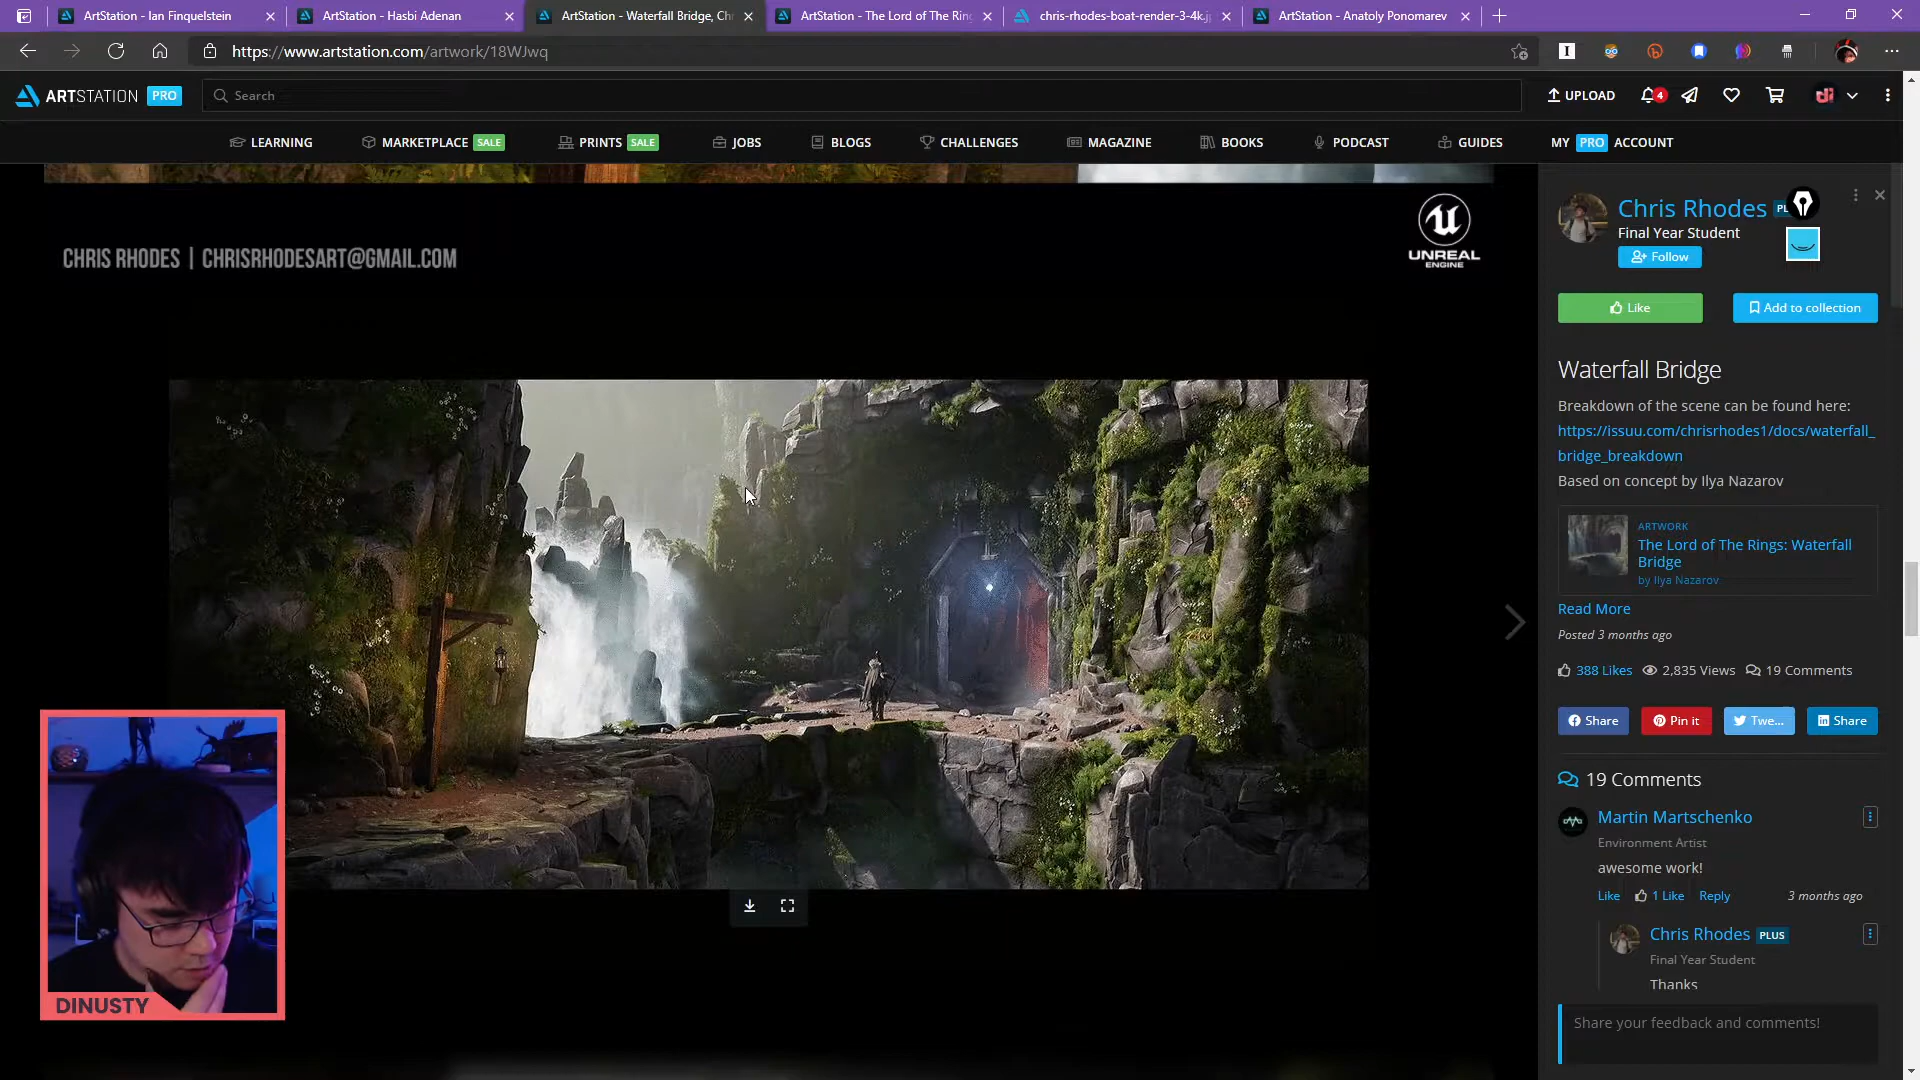 ArtStation - Ian Finquelstein
ArtStation - Hasbi Adenan
ArtStation - Waterfall Bridge, Ch
ArtStation - The Lord of The Rin
chris-rhodes-boat-render-3-4k.j
ArtStation - Anatoly Ponomarev
https://www.artstation.com/artwork/18WJwq
ARTSTATION PRO
Search
UPLOAD
4
LEARNING
MARKETPLACE SALE
PRINTS SALE
JOBS
BLOGS
CHALLENGES
MAGAZINE
BOOKS
PODCAST
GUIDES
MY PRO ACCOUNT
CHRIS RHODES | CHRISRHODESART@GMAIL.COM
UNREAL
ENGINE
Chris Rhodes PL
Final Year Student
Follow
Like
Add to collection
Waterfall Bridge
Breakdown of the scene can be found here:
https://issuu.com/chrisrhodes1/docs/waterfall_
bridge_breakdown
Based on concept by Ilya Nazarov
ARTWORK
The Lord of The Rings: Waterfall
Bridge
by Ilya Nazarov
Read More
Posted 3 months ago
388 Likes 2,835 Views 19 Comments
Share
Pin it
Twe...
Share
19 Comments
Martin Martschenko
Environment Artist
awesome work!
Like 1 Like Reply 3 months ago
Chris Rhodes PLUS
Final Year Student
Thanks
Share your feedback and comments!
DINUSTY